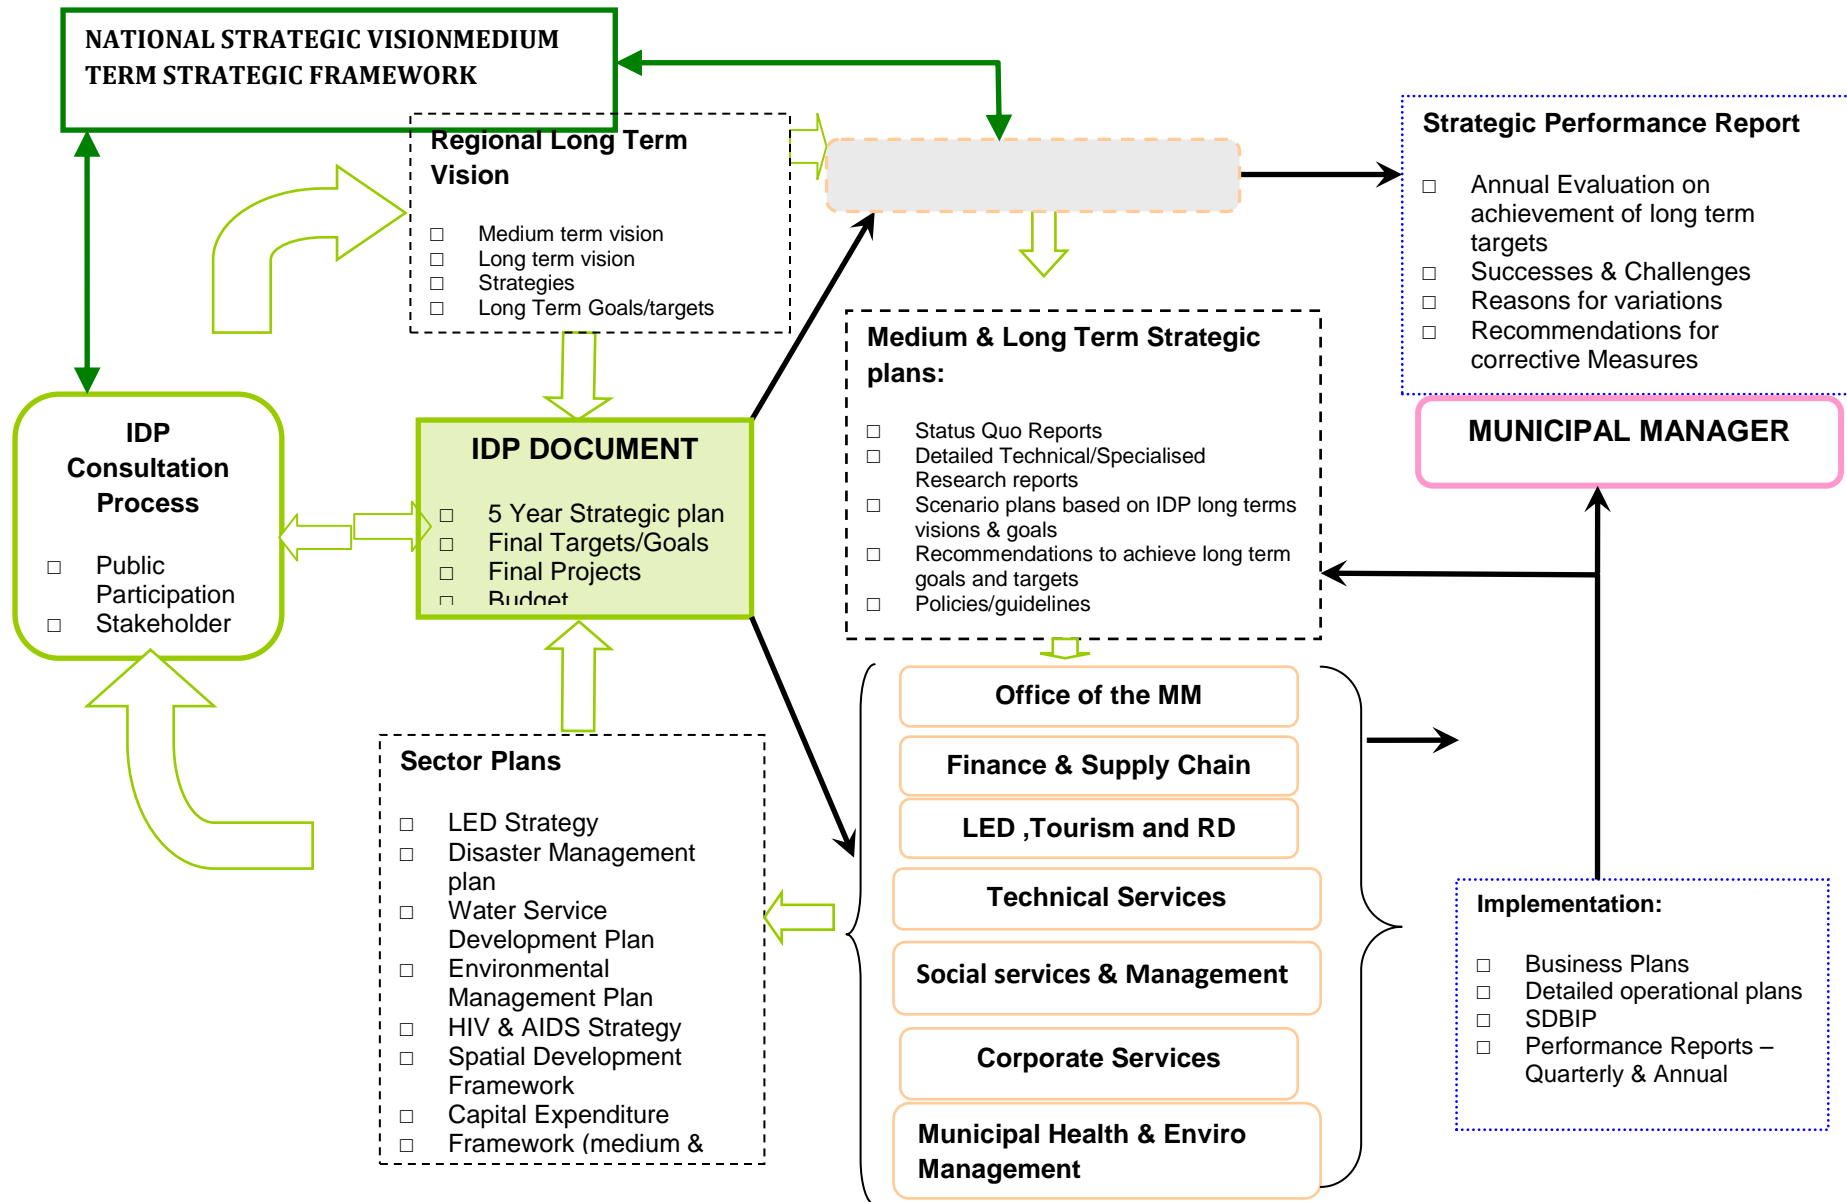 NATIONAL STRATEGIC VISIONMEDIUM
TERM STRATEGIC FRAMEWORK
Regional Long Term
Vision
□ Medium term vision
□ Long term vision
□ Strategies
□ Long Term Goals/targets
Strategic Performance Report
□ Annual Evaluation on
achievement of long term
targets
□ Successes & Challenges
□ Reasons for variations
□ Recommendations for
corrective Measures
MUNICIPAL MANAGER
Medium & Long Term Strategic
plans:
□ Status Quo Reports
□ Detailed Technical/Specialised
Research reports
□ Scenario plans based on IDP long terms
visions & goals
□ Recommendations to achieve long term
goals and targets
□ Policies/guidelines
IDP
Consultation
Process
□ Public
Participation
□ Stakeholder
IDP DOCUMENT
□ 5 Year Strategic plan
□ Final Targets/Goals
□ Final Projects
□ Budget
Sector Plans
□ LED Strategy
□ Disaster Management
plan
□ Water Service
Development Plan
□ Environmental
Management Plan
□ HIV & AIDS Strategy
□ Spatial Development
Framework
□ Capital Expenditure
□ Framework (medium &
Office of the MM
Finance & Supply Chain
LED ,Tourism and RD
Technical Services
Social services & Management
Corporate Services
Municipal Health & Enviro
Management
Implementation:
□ Business Plans
□ Detailed operational plans
□ SDBIP
□ Performance Reports –
Quarterly & Annual